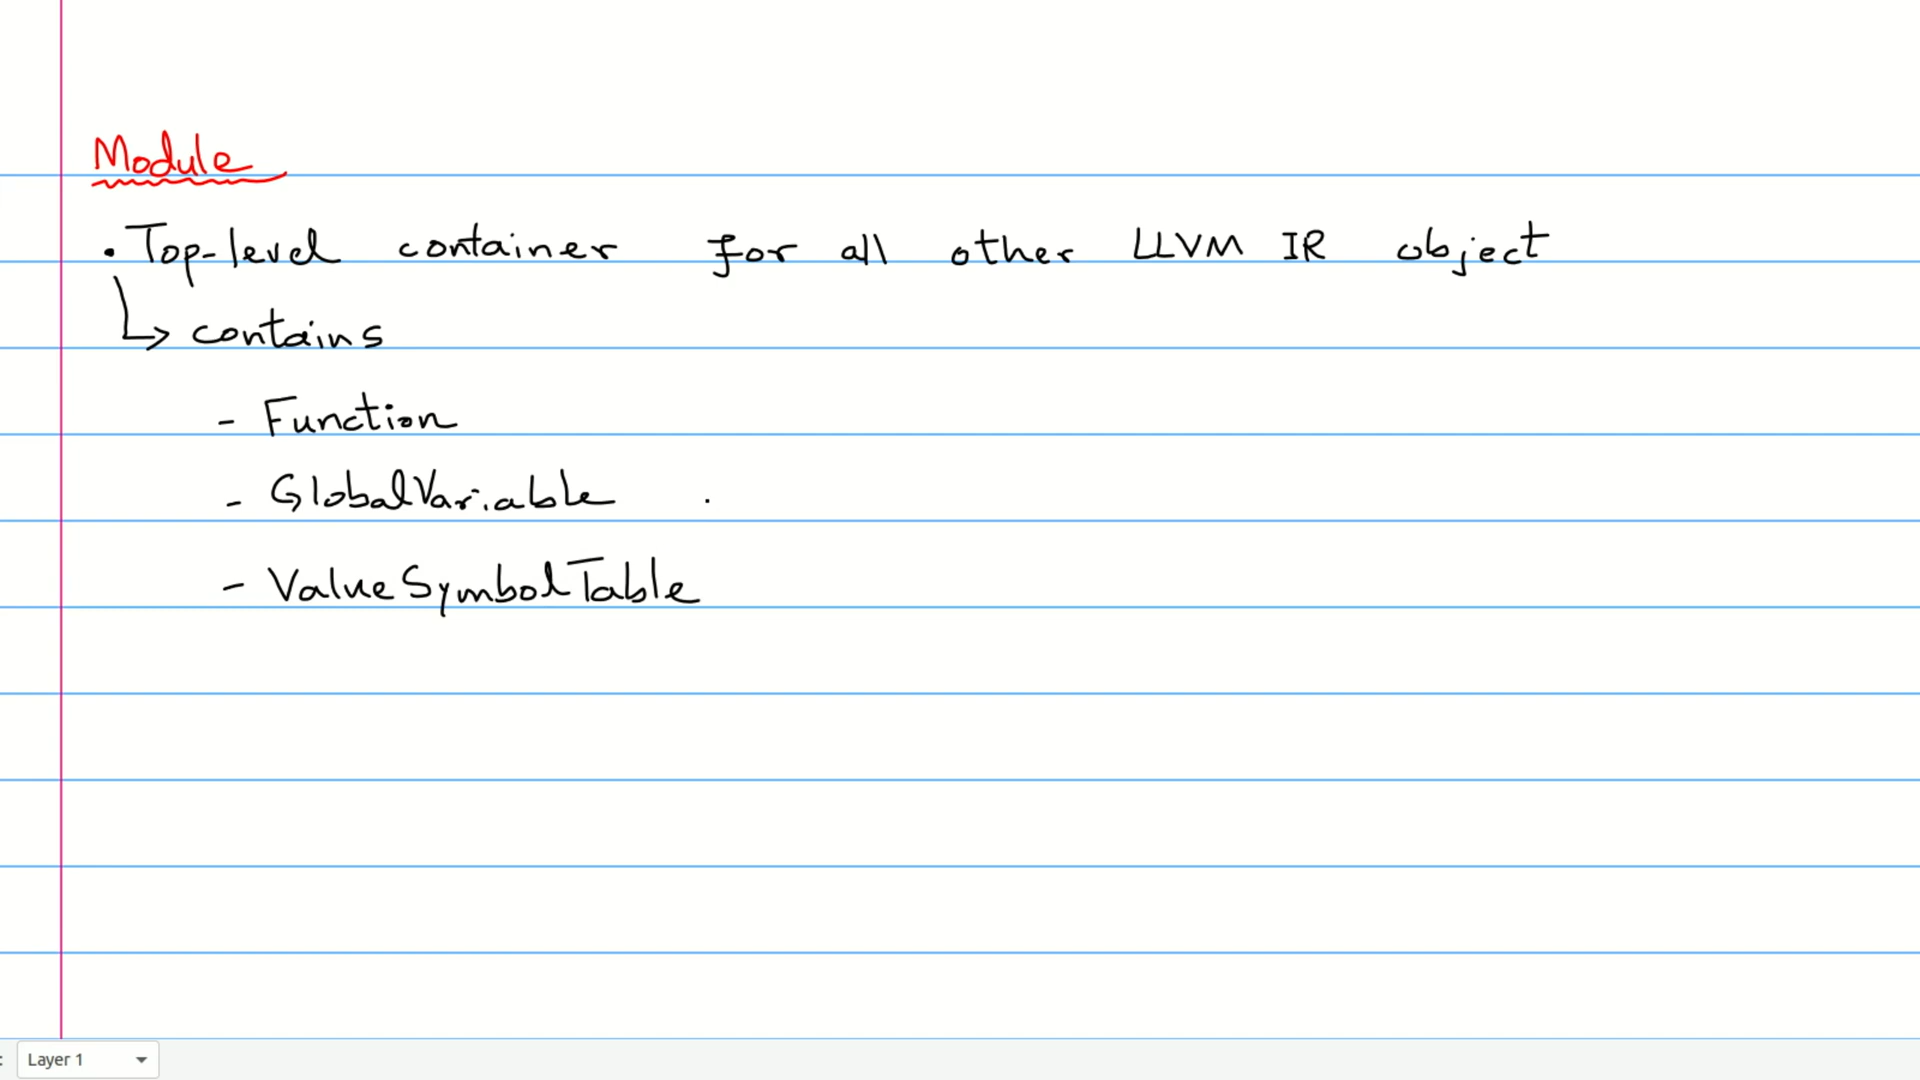 Module
• Top-level container for all other LLVM IR object
↳ contains
- Function
- GlobalVariable
- ValueSymbolTable
: Layer 1